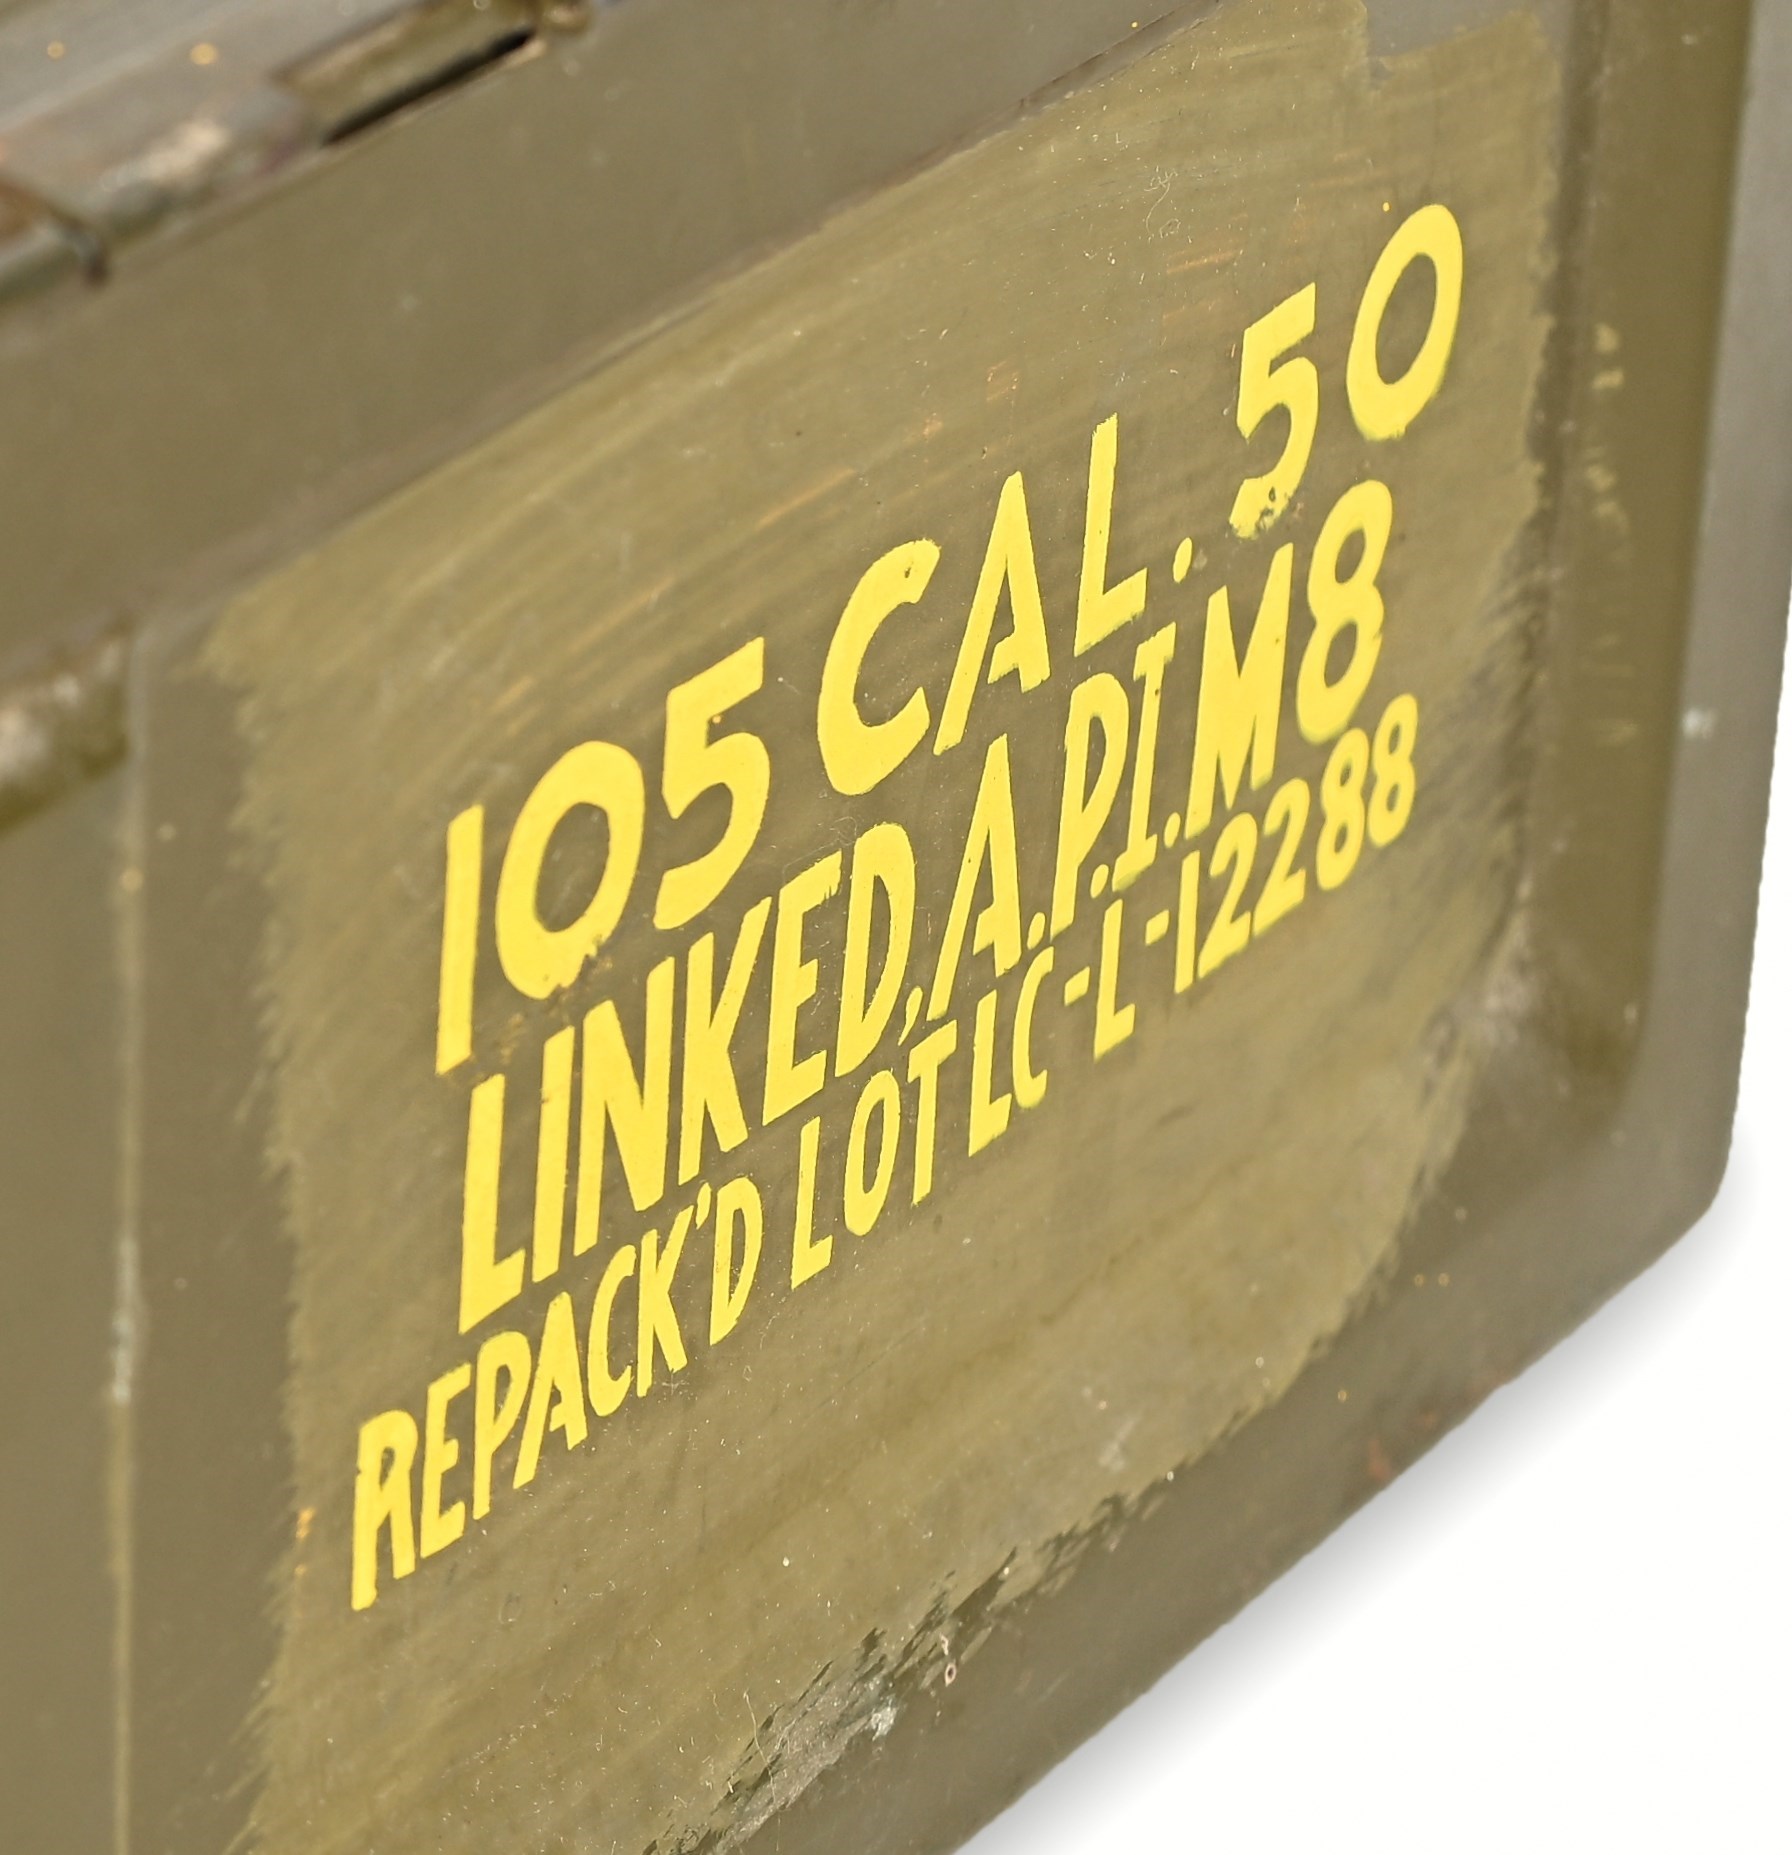 105 CAL. 50
LINKED, A.P.I. M8
REPACK'D LOT LC-L-12288